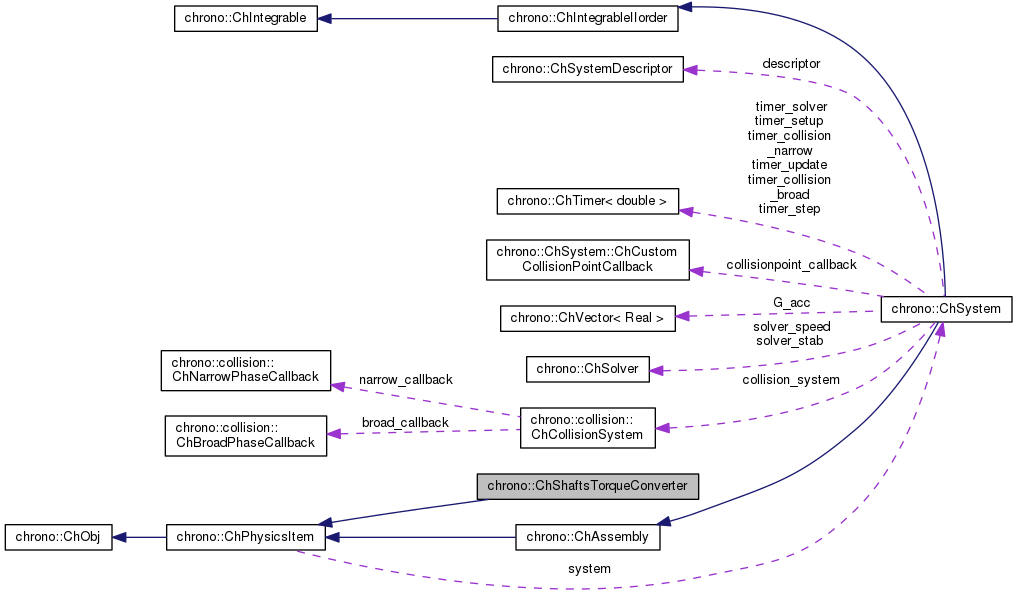 chrono::ChIntegrable
chrono::ChIntegrableIIorder
chrono::ChSystemDescriptor
descriptor
timer_solver
timer_setup
timer_collision
_narrow
timer_update
timer_collision
_broad
timer_step
chrono::ChTimer< double >
chrono::ChSystem::ChCustom
CollisionPointCallback
collisionpoint_callback
chrono::ChSystem
G_acc
chrono::ChVector< Real >
solver_speed
solver_stab
chrono::ChSolver
chrono::collision::
ChNarrowPhaseCallback
narrow_callback
collision_system
chrono::collision::
ChBroadPhaseCallback
broad_callback
chrono::collision::
ChCollisionSystem
chrono::ChShaftsTorqueConverter
chrono::ChObj
chrono::ChPhysicsItem
chrono::ChAssembly
system